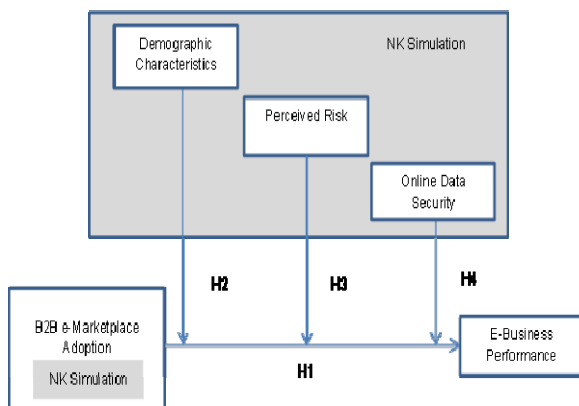 Demographic
Characteristics
NK Simulation
Perceived Risk
Online Data
Security
H2
H3
H4
B2B e-Marketplace
Adoption
NK Simulation
H1
E-Business
Performance